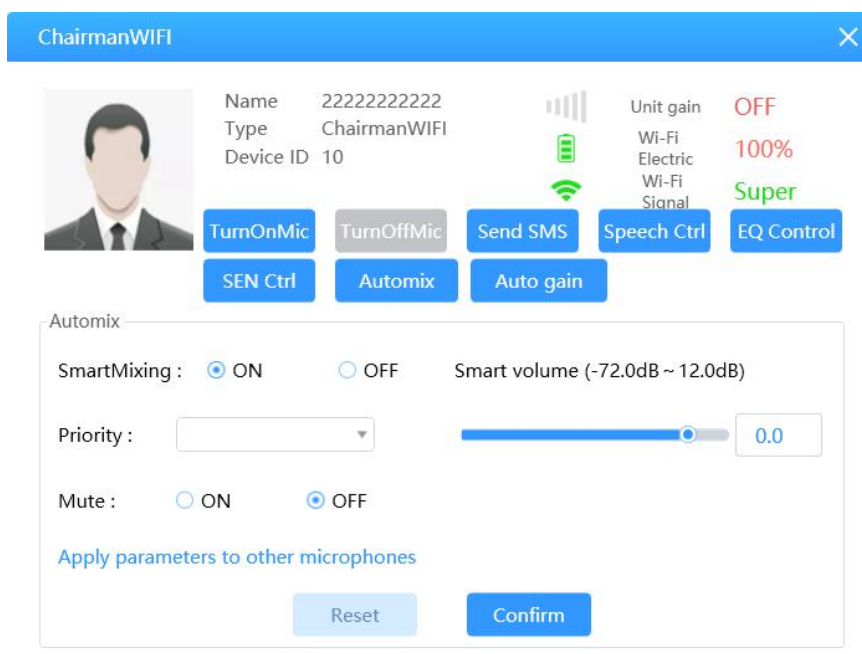 ChairmanWIFI
Name 22222222222
Type ChairmanWIFI
Device ID 10
Unit gain OFF
Wi-Fi
Electric 100%
Wi-Fi
Signal Super
TurnOnMic TurnOffMic Send SMS Speech Ctrl EQ Control
SEN Ctrl Automix Auto gain
Automix
SmartMixing : ON OFF Smart volume (-72.0dB ~ 12.0dB)
Priority : 0.0
Mute : ON OFF
Apply parameters to other microphones
Reset Confirm